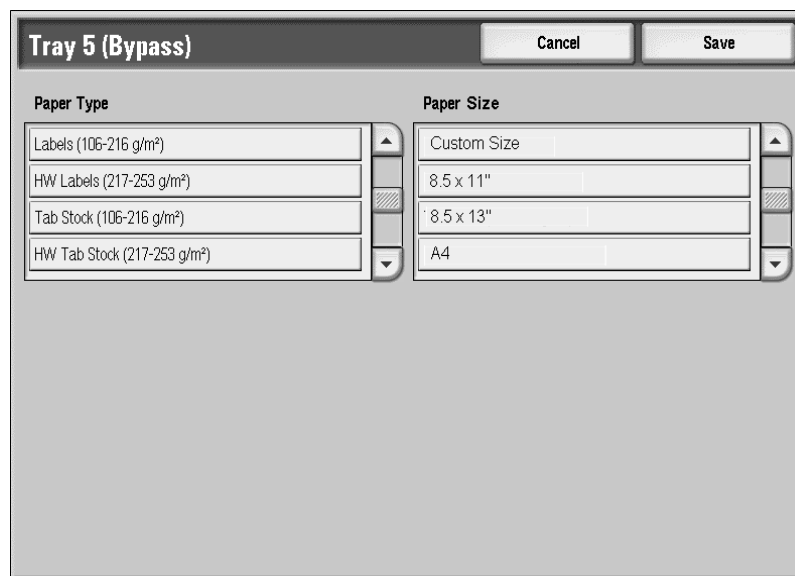 Tray 5 (Bypass)
Cancel
Save
Paper Type
Paper Size
Labels (106-216 g/m²)
HW Labels (217-253 g/m²)
Tab Stock (106-216 g/m²)
HW Tab Stock (217-253 g/m²)
Custom Size
8.5 x 11"
8.5 x 13"
A4